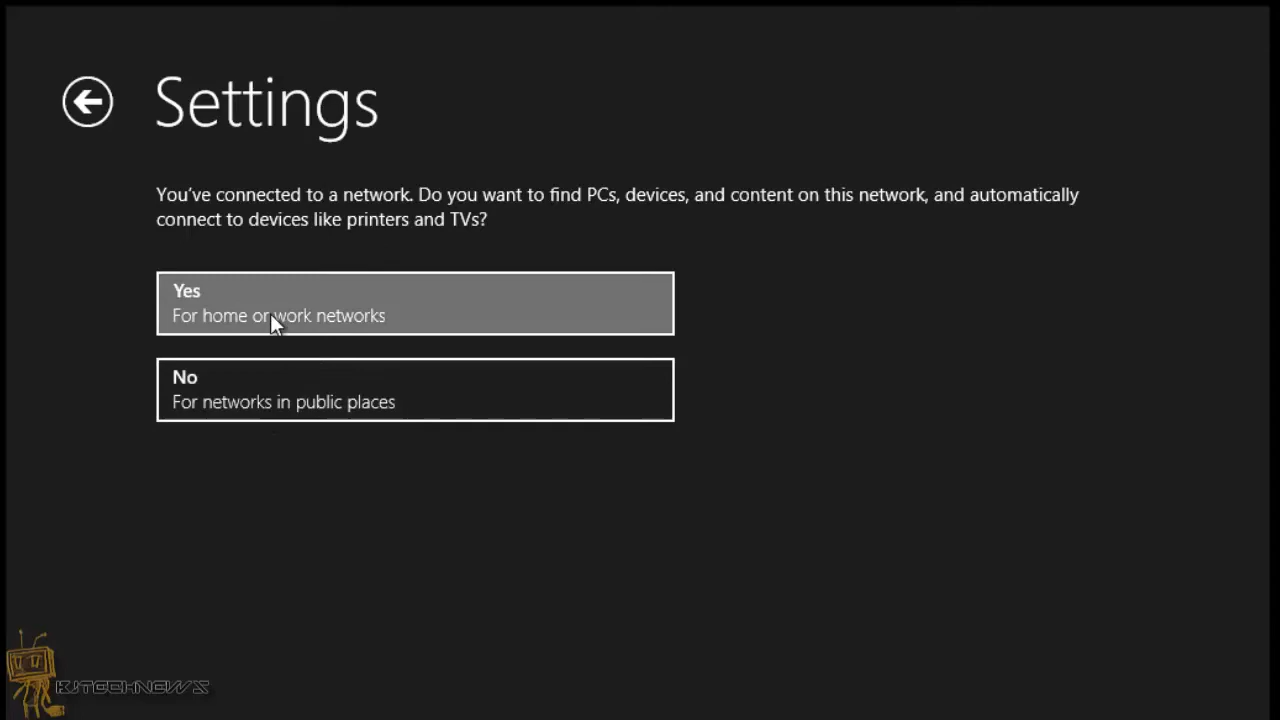 Settings
You've connected to a network. Do you want to find PCs, devices, and content on this network, and automatically
connect to devices like printers and TVs?
Yes
For home or work networks
No
For networks in public places
KJTECHNEWS